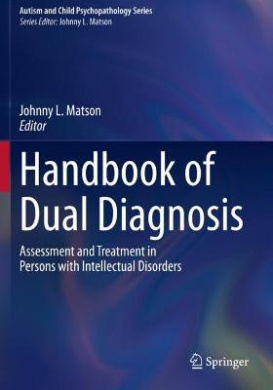 Autism and Child Psychopathology Series
Series Editor: Johnny L. Matson
Johnny L. Matson
Editor
Handbook of
Dual Diagnosis
Assessment and Treatment in
Persons with Intellectual Disorders
Springer